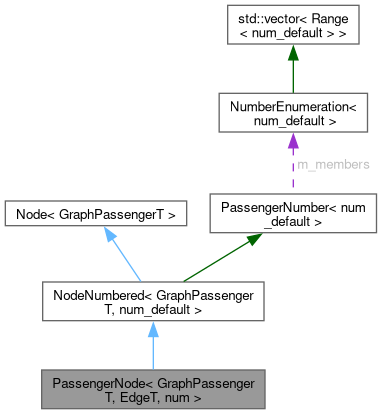 std::vector< Range
< num_default > >
NumberEnumeration<
num_default >
m_members
PassengerNumber< num
_default >
Node< GraphPassengerT >
NodeNumbered< GraphPassenger
T, num_default >
PassengerNode< GraphPassenger
T, EdgeT, num >